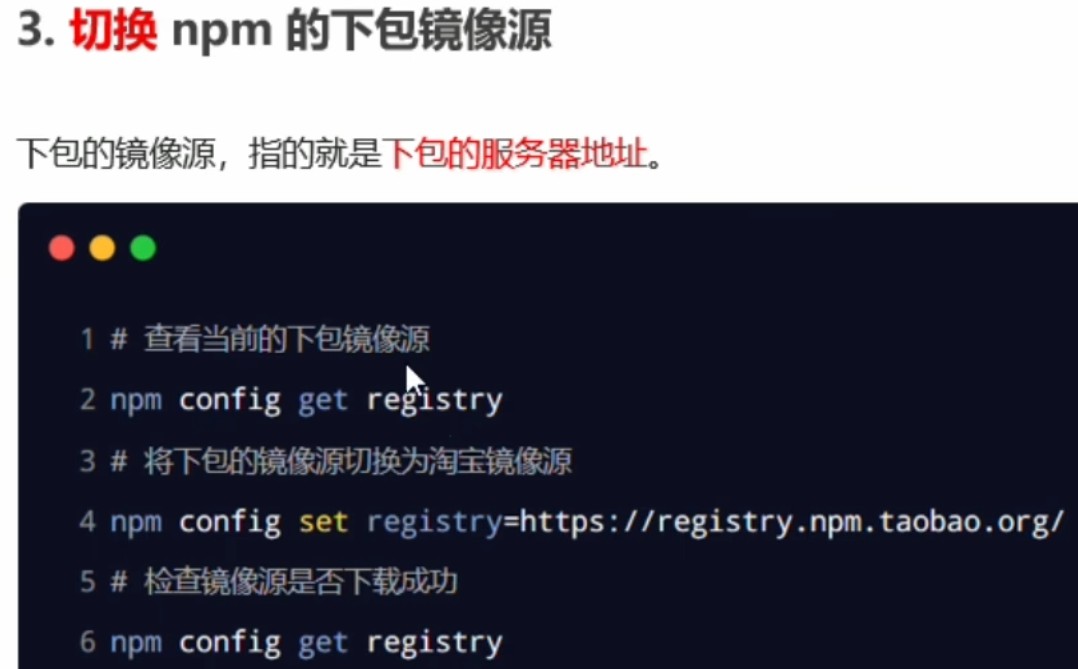 3. 切换 npm 的下包镜像源
下包的镜像源，指的就是下包的服务器地址。
1 # 查看当前的下包镜像源
2 npm config get registry
3 # 将下包的镜像源切换为淘宝镜像源
4 npm config set registry=https://registry.npm.taobao.org/
5 # 检查镜像源是否下载成功
6 npm config get registry